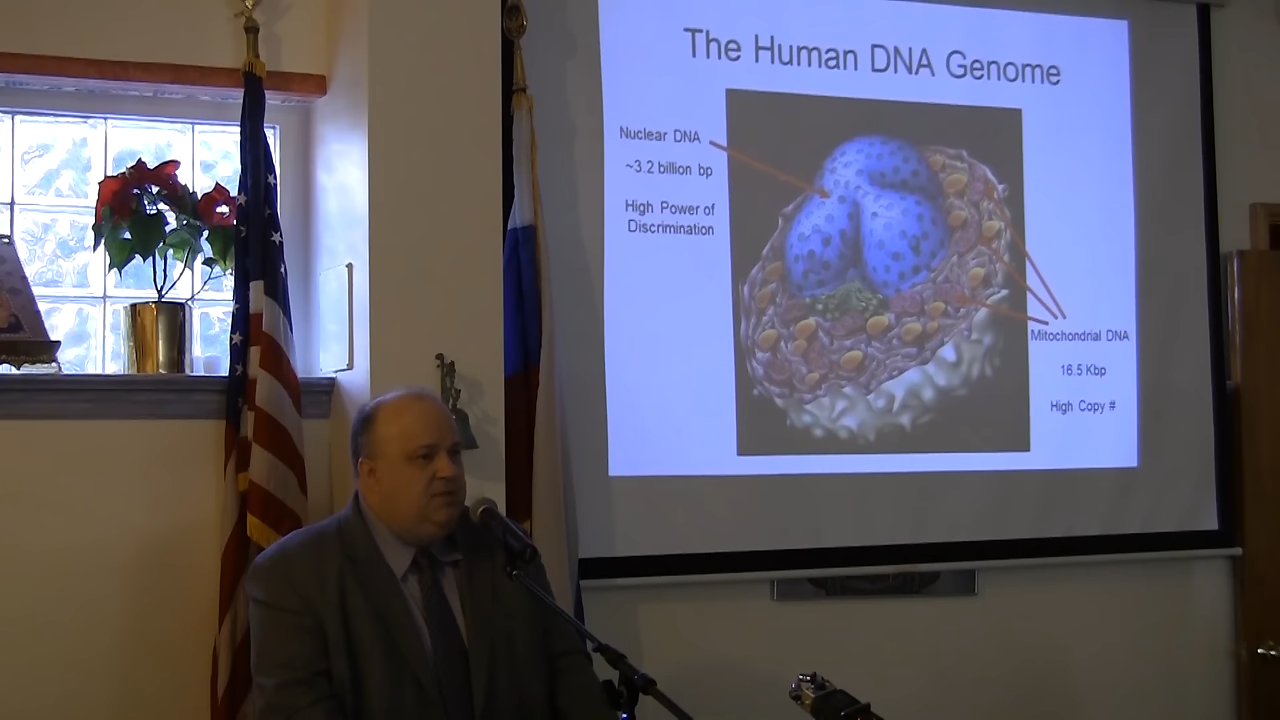 The Human DNA Genome
Nuclear DNA
~3.2 billion bp
High Power of
Discrimination
Mitochondrial DNA
16.5 Kbp
High Copy #